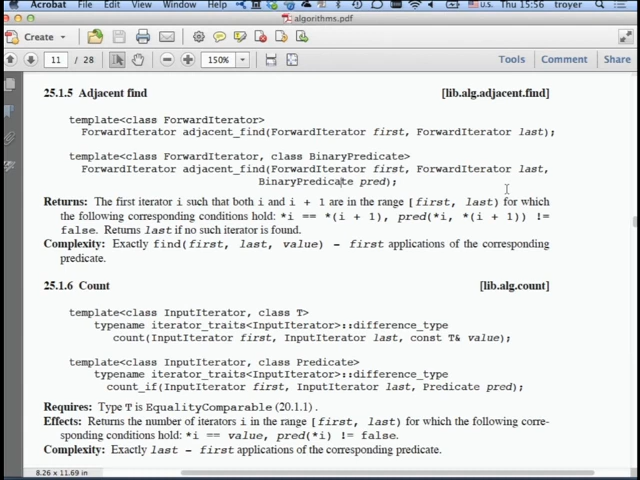 Acrobat File Edit View Window Help U.S. Thu 15:56 troyer
algorithms.pdf
Create
11 / 28 150% Tools Comment Share
25.1.5 Adjacent find [lib.alg.adjacent.find]
template<class ForwardIterator>
ForwardIterator adjacent_find(ForwardIterator first, ForwardIterator last);
template<class ForwardIterator, class BinaryPredicate>
ForwardIterator adjacent_find(ForwardIterator first, ForwardIterator last,
BinaryPredicate pred);
Returns: The first iterator i such that both i and i + 1 are in the range [first, last) for which
the following corresponding conditions hold: *i == *(i + 1), pred(*i, *(i + 1)) !=
false. Returns last if no such iterator is found.
Complexity: Exactly find(first, last, value) - first applications of the corresponding
predicate.
25.1.6 Count [lib.alg.count]
template<class InputIterator, class T>
typename iterator_traits<InputIterator>::difference_type
count(InputIterator first, InputIterator last, const T& value);
template<class InputIterator, class Predicate>
typename iterator_traits<InputIterator>::difference_type
count_if(InputIterator first, InputIterator last, Predicate pred);
Requires: Type T is EqualityComparable (20.1.1).
Effects: Returns the number of iterators i in the range [first, last) for which the following corre-
sponding conditions hold: *i == value, pred(*i) != false.
Complexity: Exactly last - first applications of the corresponding predicate.
8.26 x 11.69 in